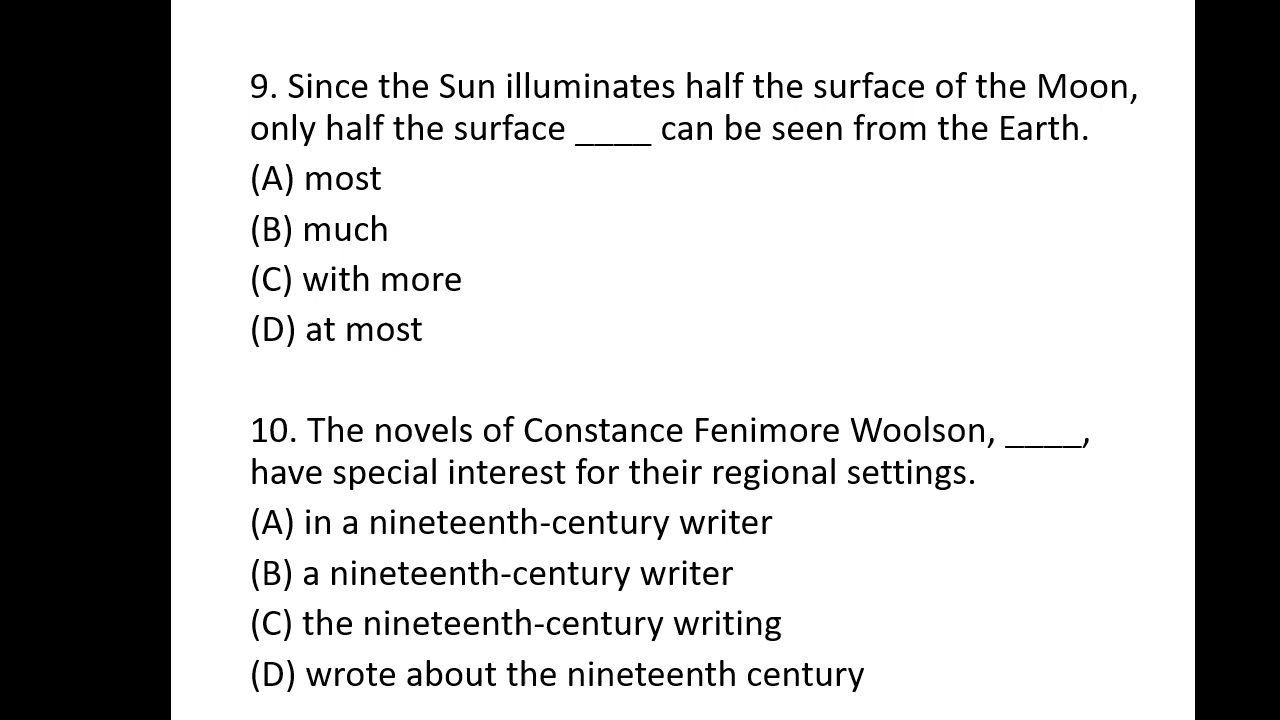 9. Since the Sun illuminates half the surface of the Moon,
only half the surface ____ can be seen from the Earth.
(A) most
(B) much
(C) with more
(D) at most
10. The novels of Constance Fenimore Woolson, ____,
have special interest for their regional settings.
(A) in a nineteenth-century writer
(B) a nineteenth-century writer
(C) the nineteenth-century writing
(D) wrote about the nineteenth century